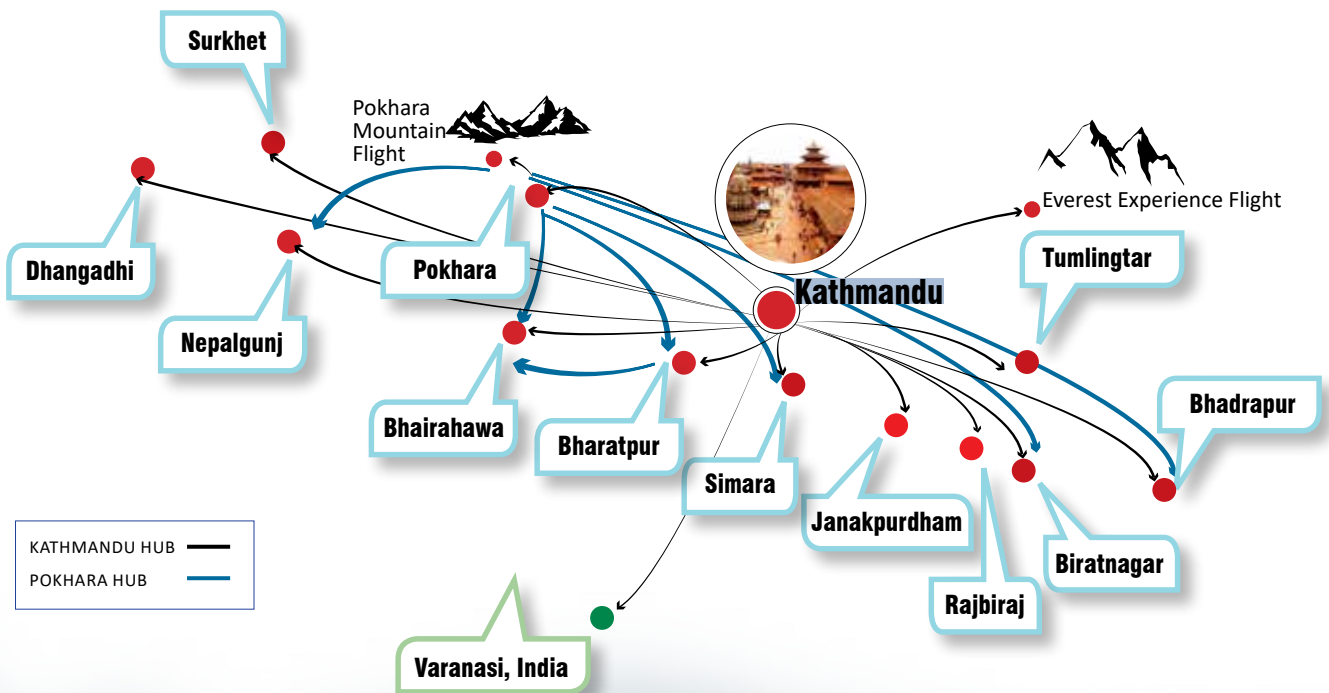 Surkhet
Pokhara
Mountain
Flight
Everest Experience Flight
Dhangadhi
Pokhara
Kathmandu
Tumlingtar
Nepalgunj
Bhairahawa
Bharatpur
Simara
Bhadrapur
Janakpurdham
Biratnagar
Rajbiraj
KATHMANDU HUB
POKHARA HUB
Varanasi, India